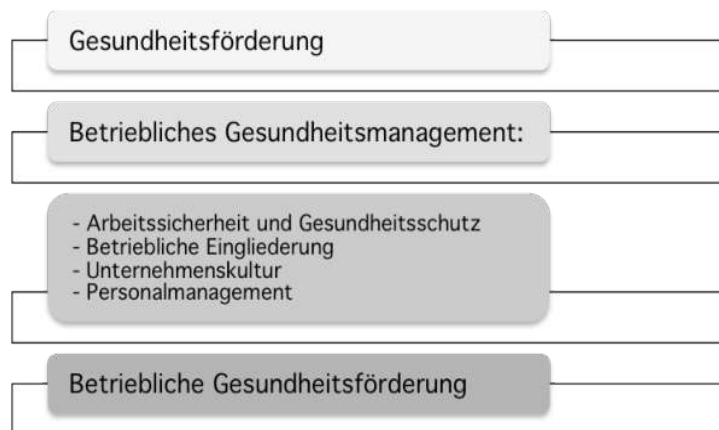 Gesundheitsförderung
Betriebliches Gesundheitsmanagement:
- Arbeitssicherheit und Gesundheitsschutz
- Betriebliche Eingliederung
- Unternehmenskultur
- Personalmanagement
Betriebliche Gesundheitsförderung